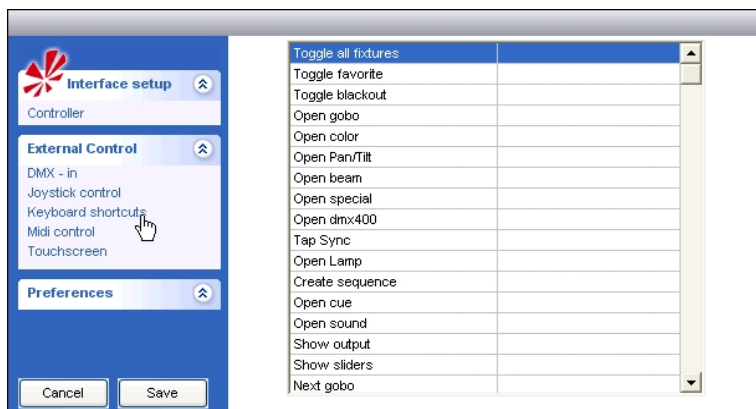 Interface setup
Controller
External Control
DMX - in
Joystick control
Keyboard shortcuts
Midi control
Touchscreen
Preferences
Cancel
Save
Toggle all fixtures
Toggle favorite
Toggle blackout
Open gobo
Open color
Open Pan/Tilt
Open beam
Open special
Open dmx400
Tap Sync
Open Lamp
Create sequence
Open cue
Open sound
Show output
Show sliders
Next gobo